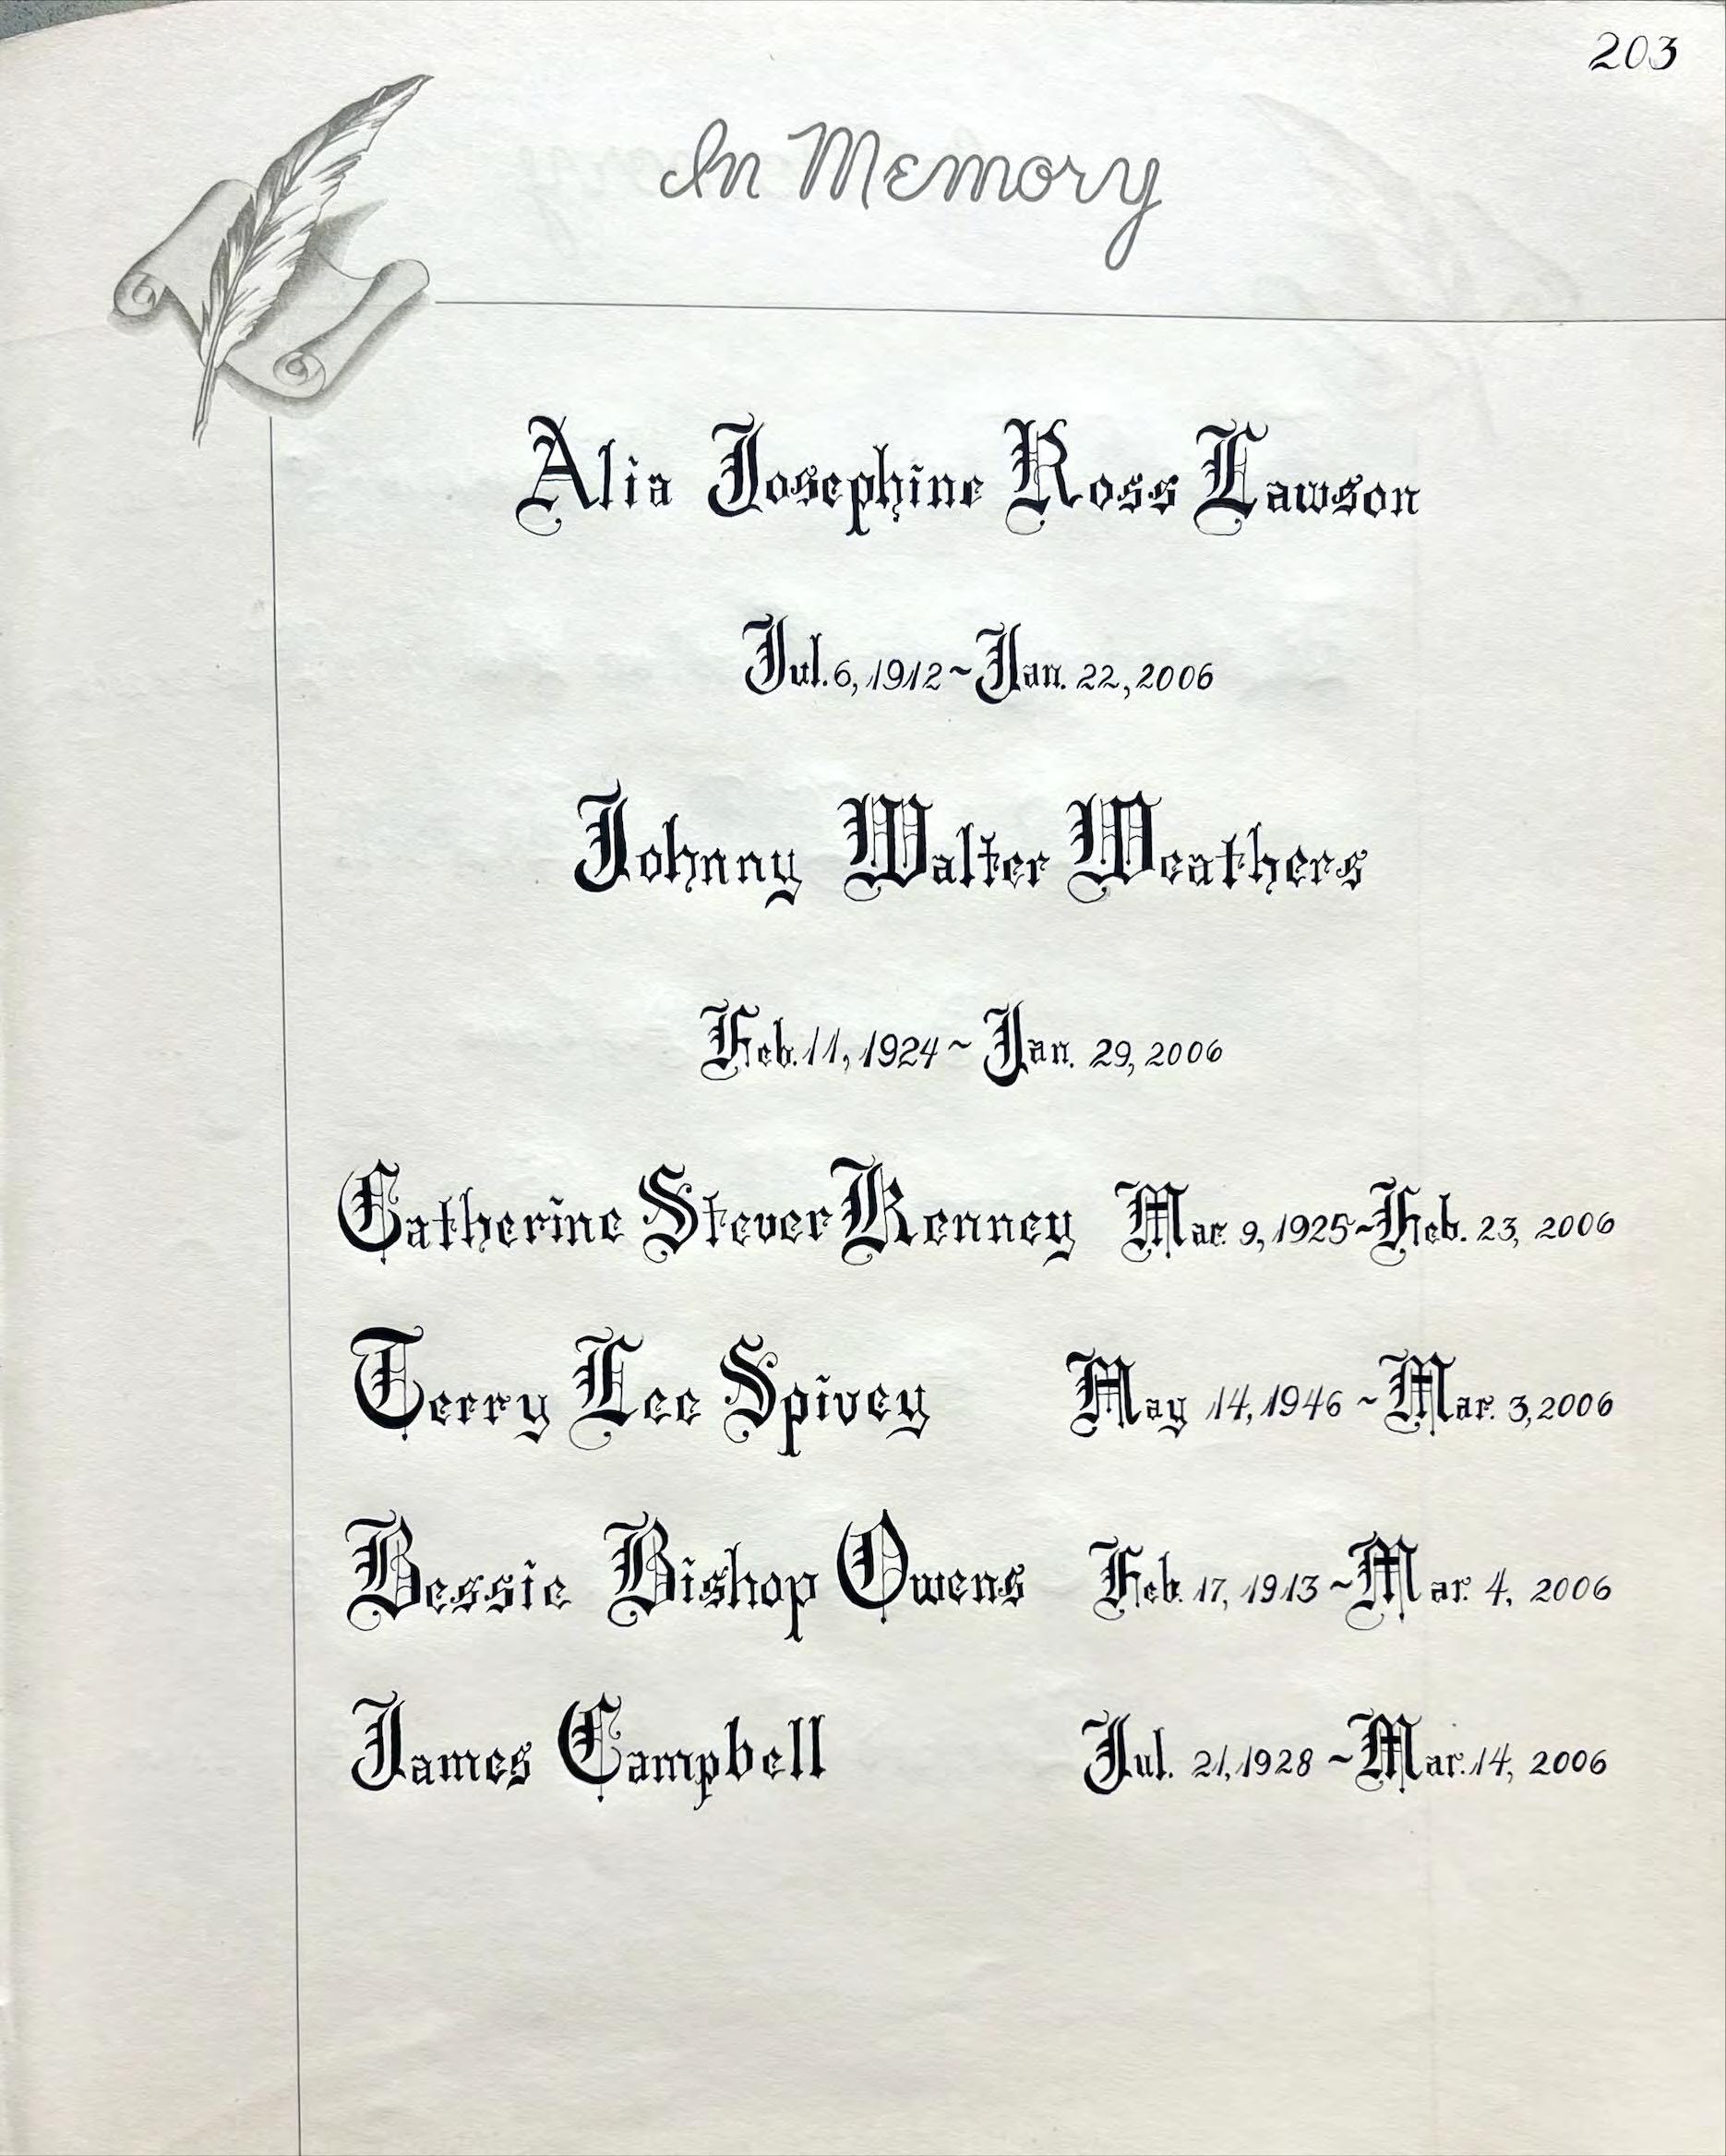 203
In Memory
Alia Josephine Ross Lawson
Jul. 6, 1912 ~ Jan. 22, 2006
Johnny Walter Weathers
Feb. 11, 1924 ~ Jan. 29, 2006
Catherine Stever Kenney Mar. 9, 1925 ~ Feb. 23, 2006
Terry Lee Spivey May 14, 1946 ~ Mar. 3, 2006
Bessie Bishop Owens Feb. 17, 1913 ~ Mar. 4, 2006
James Campbell Jul. 21, 1928 ~ Mar. 14, 2006